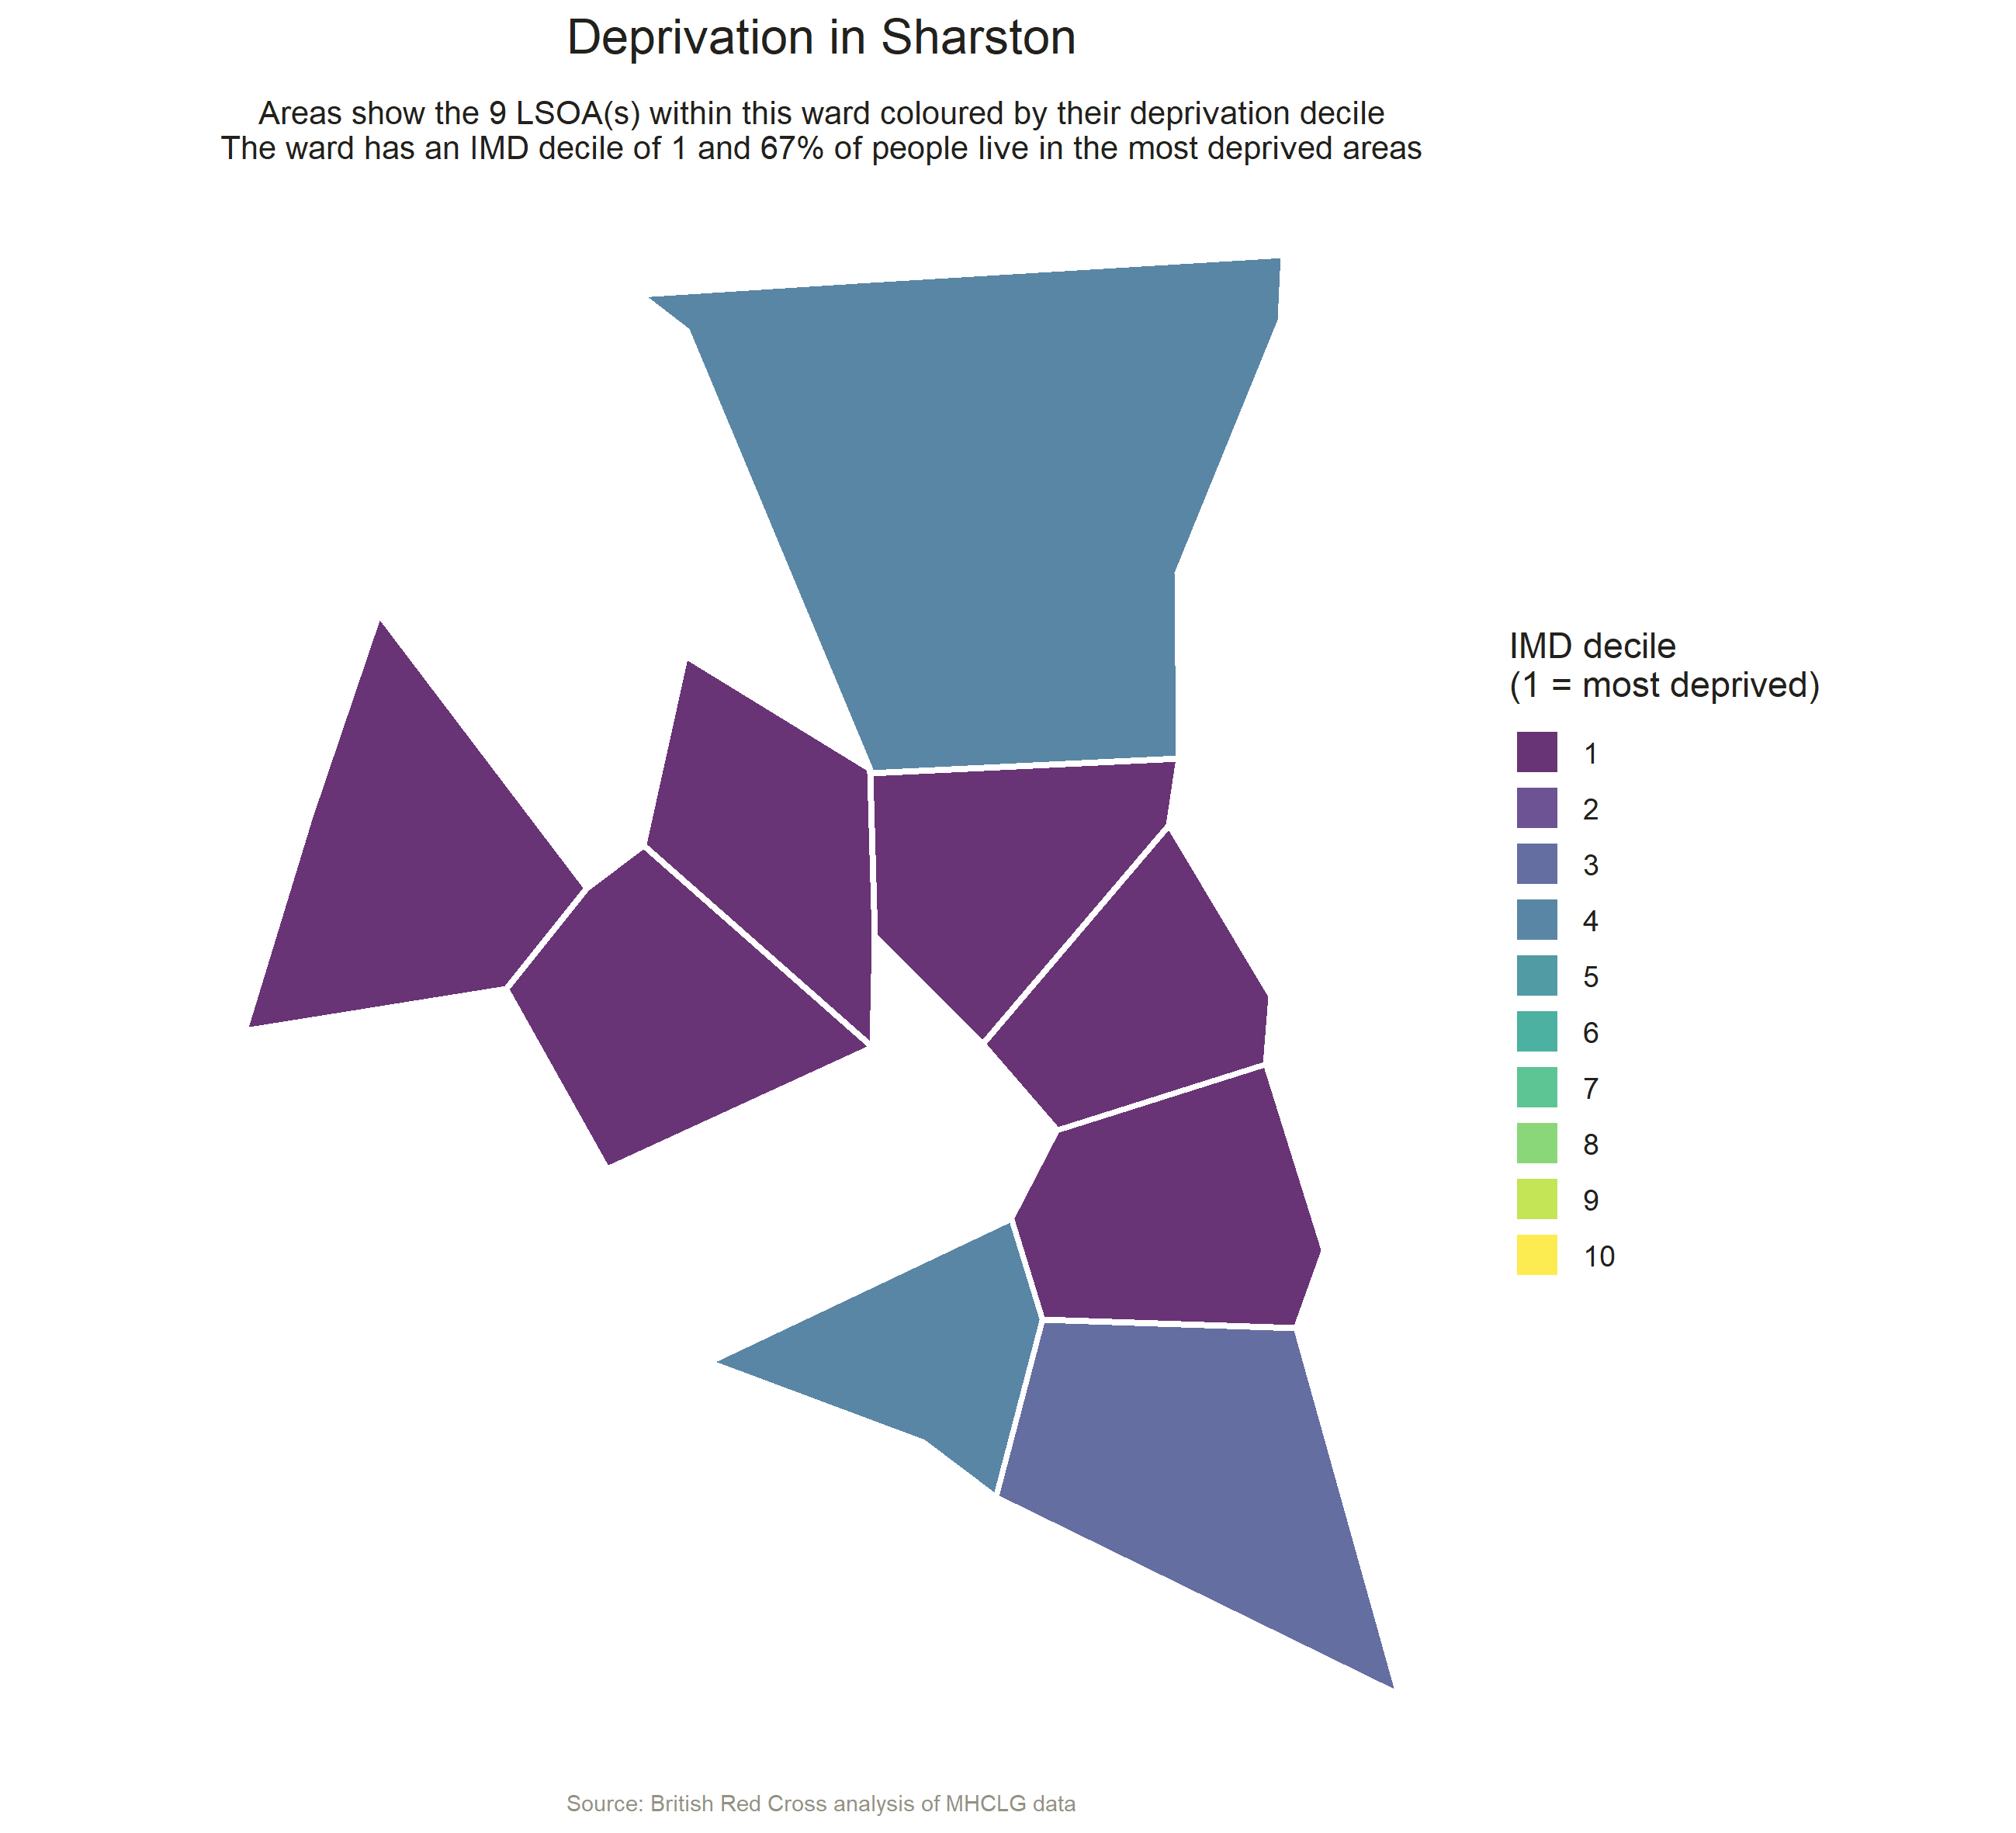 Deprivation in Sharston
Areas show the 9 LSOA(s) within this ward coloured by their deprivation decile
The ward has an IMD decile of 1 and 67% of people live in the most deprived areas
IMD decile
(1 = most deprived)
1
2
3
4
5
6
7
8
9
10
Source: British Red Cross analysis of MHCLG data